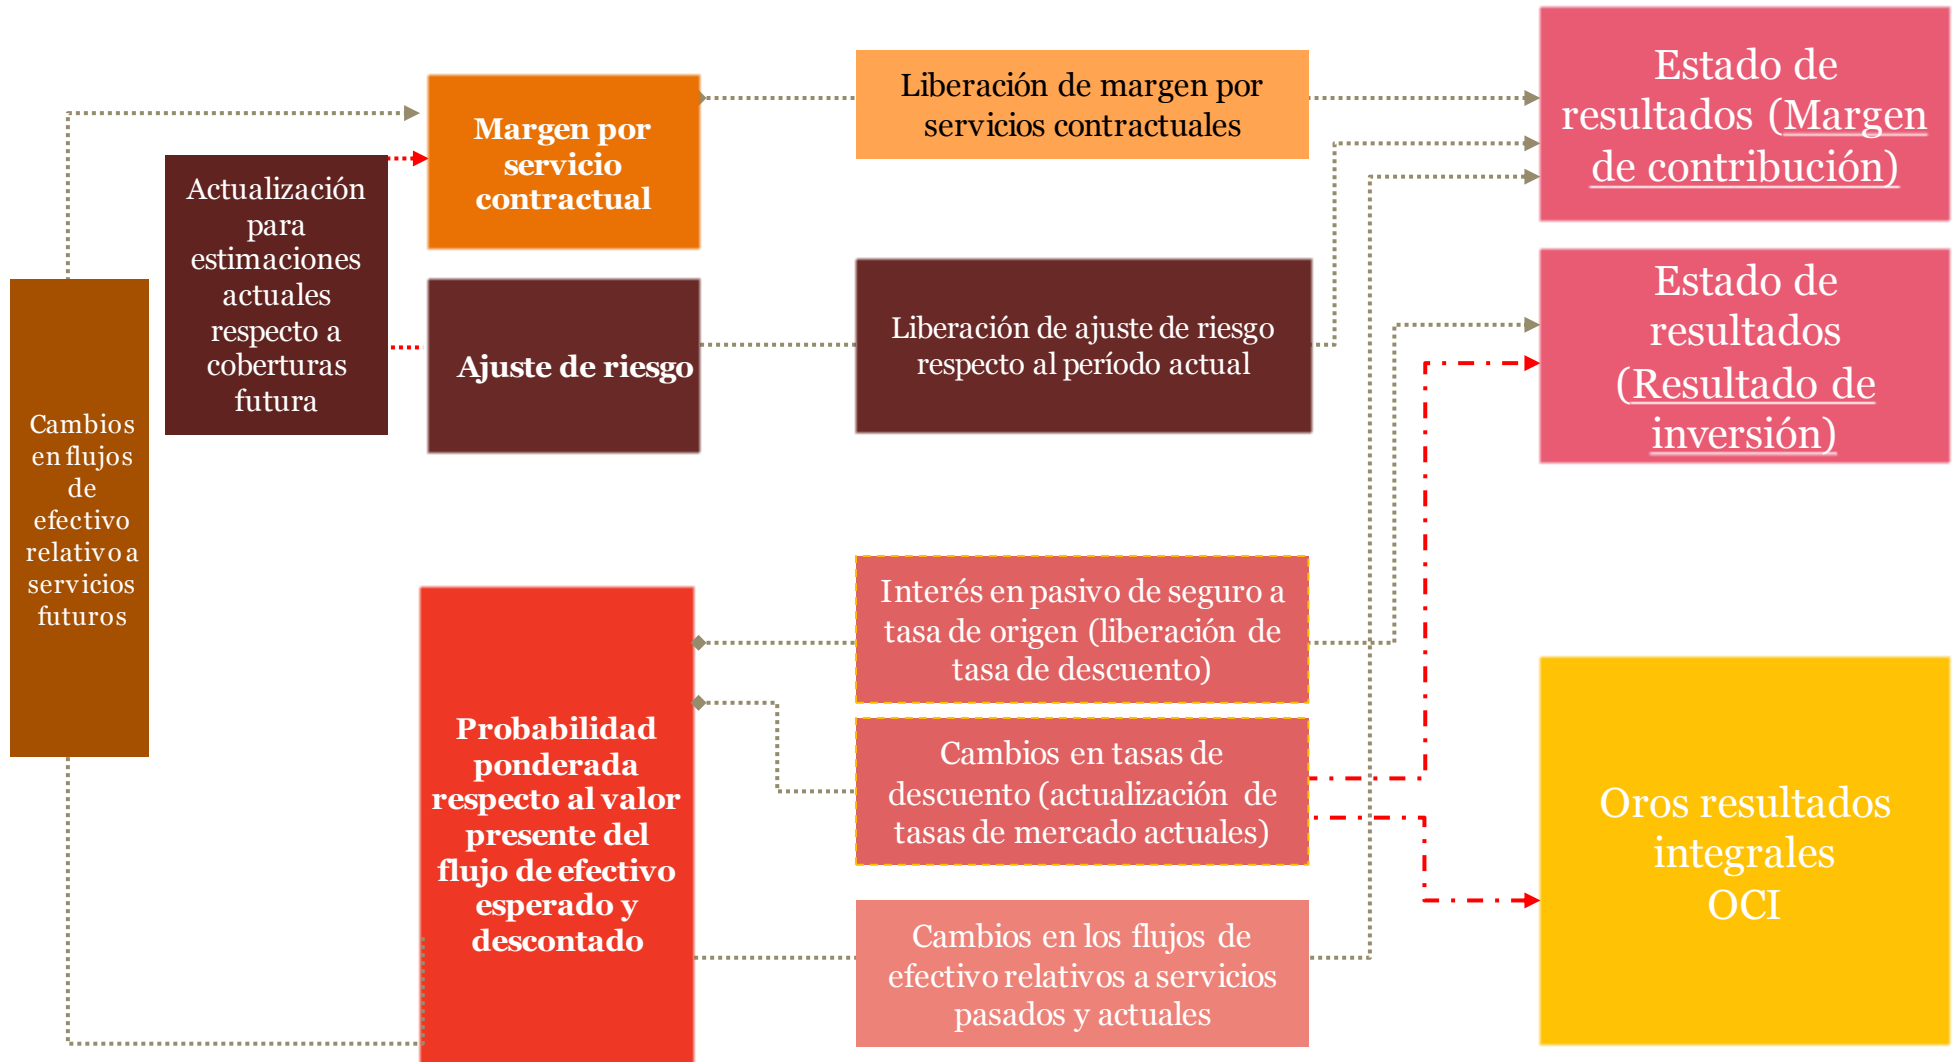 Cambios
en flujos
de
efectivo
relativo a
servicios
futuros
Actualización
para
estimaciones
actuales
respecto a
coberturas
futura
Margen por
servicio
contractual
Ajuste de riesgo
Probabilidad
ponderada
respecto al valor
presente del
flujo de efectivo
esperado y
descontado
Liberación de margen por
servicios contractuales
Liberación de ajuste de riesgo
respecto al período actual
Interés en pasivo de seguro a
tasa de origen (liberación de
tasa de descuento)
Cambios en tasas de
descuento (actualización de
tasas de mercado actuales)
Cambios en los flujos de
efectivo relativos a servicios
pasados y actuales
Estado de
resultados (Margen
de contribución)
Estado de
resultados
(Resultado de
inversión)
Oros resultados
integrales
OCI